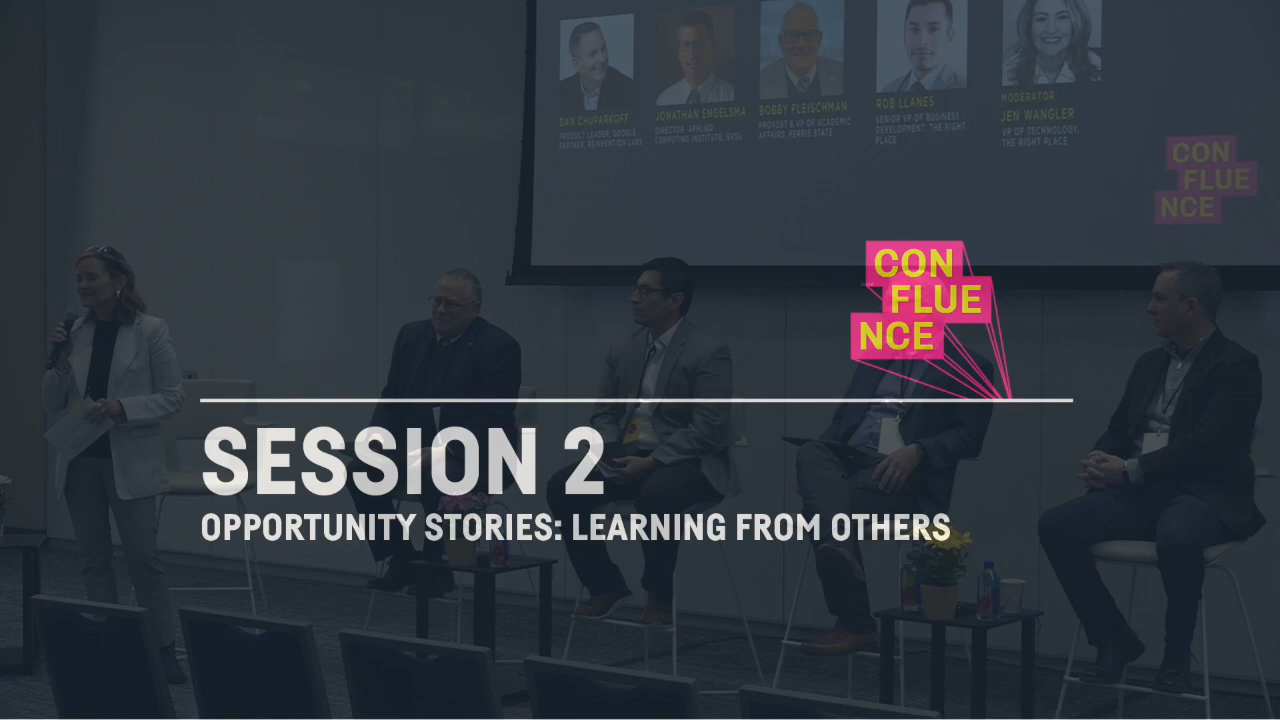 DAN CHUPARKOFF
PRODUCT LEADER, GOOGLE
PARTNER, REINVENTION LABS
JONATHAN ENGELSMA
DIRECTOR, APPLIED
COMPUTING INSTITUTE, GVSU
BOBBY FLEISCHMAN
PROVOST & VP OF ACADEMIC
AFFAIRS, FERRIS STATE
ROB LLANES
SENIOR VP OF BUSINESS
DEVELOPMENT, THE RIGHT
PLACE
MODERATOR:
JEN WANGLER
VP OF TECHNOLOGY,
THE RIGHT PLACE
CON
FLUE
NCE
CON
FLUE
NCE
SESSION 2
OPPORTUNITY STORIES: LEARNING FROM OTHERS